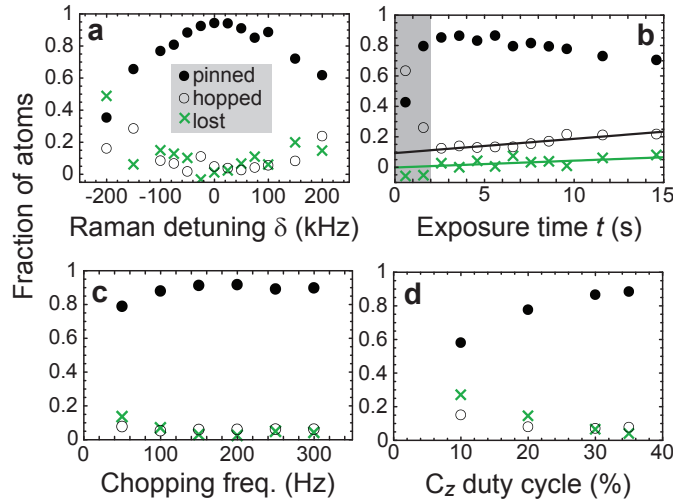 Fraction of atoms
a
1
0.8
0.6
0.4
0.2
0
pinned
hopped
lost
-200 -100 0 100 200
Raman detuning δ (kHz)
b
1
0.8
0.6
0.4
0.2
0
0 5 10 15
Exposure time t (s)
c
1
0.8
0.6
0.4
0.2
0
0 100 200 300
Chopping freq. (Hz)
d
1
0.8
0.6
0.4
0.2
0
0 10 20 30 40
Cz duty cycle (%)